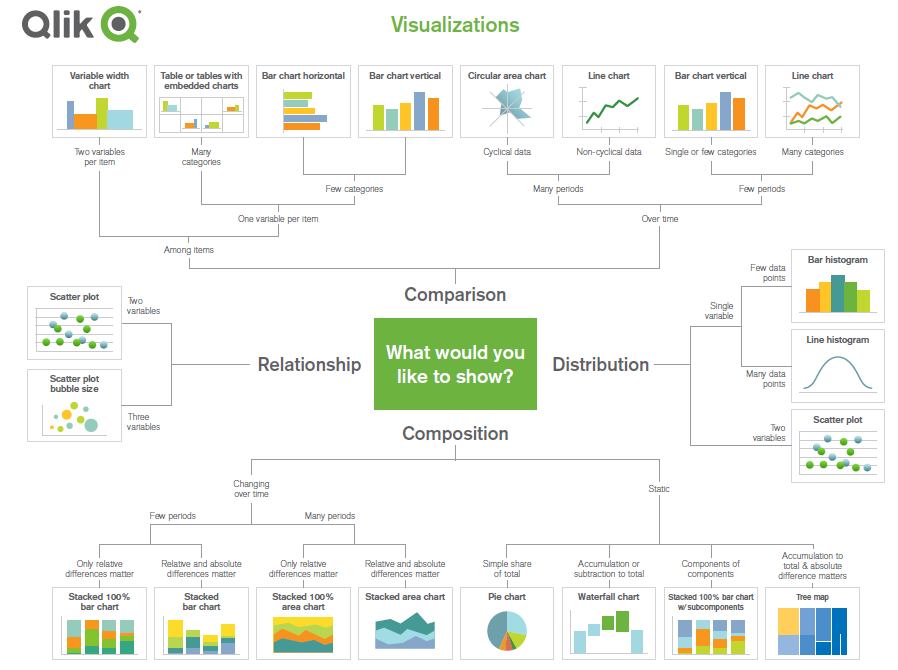 Qlik
Visualizations
Variable width
chart
Table or tables with
embedded charts
Bar chart horizontal
Bar chart vertical
Circular area chart
Line chart
Bar chart vertical
Line chart
Two variables
per item
Many
categories
Cyclical data
Non-cyclical data
Single or few categories
Many categories
Few categories
Many periods
Few periods
One variable per item
Over time
Among items
Comparison
Scatter plot
Two
variables
Relationship
Scatter plot
bubble size
Three
variables
What would you
like to show?
Distribution
Single
variable
Few data
points
Bar histogram
Many data
points
Line histogram
Two
variables
Scatter plot
Composition
Changing
over time
Static
Few periods
Many periods
Only relative
differences matter
Relative and absolute
differences matter
Only relative
differences matter
Relative and absolute
differences matter
Simple share
of total
Accumulation or
subtraction to total
Components of
components
Accumulation to
total & absolute
difference matters
Stacked 100%
bar chart
Stacked
bar chart
Stacked 100%
area chart
Stacked area chart
Pie chart
Waterfall chart
Stacked 100% bar chart
w/ subcomponents
Tree map